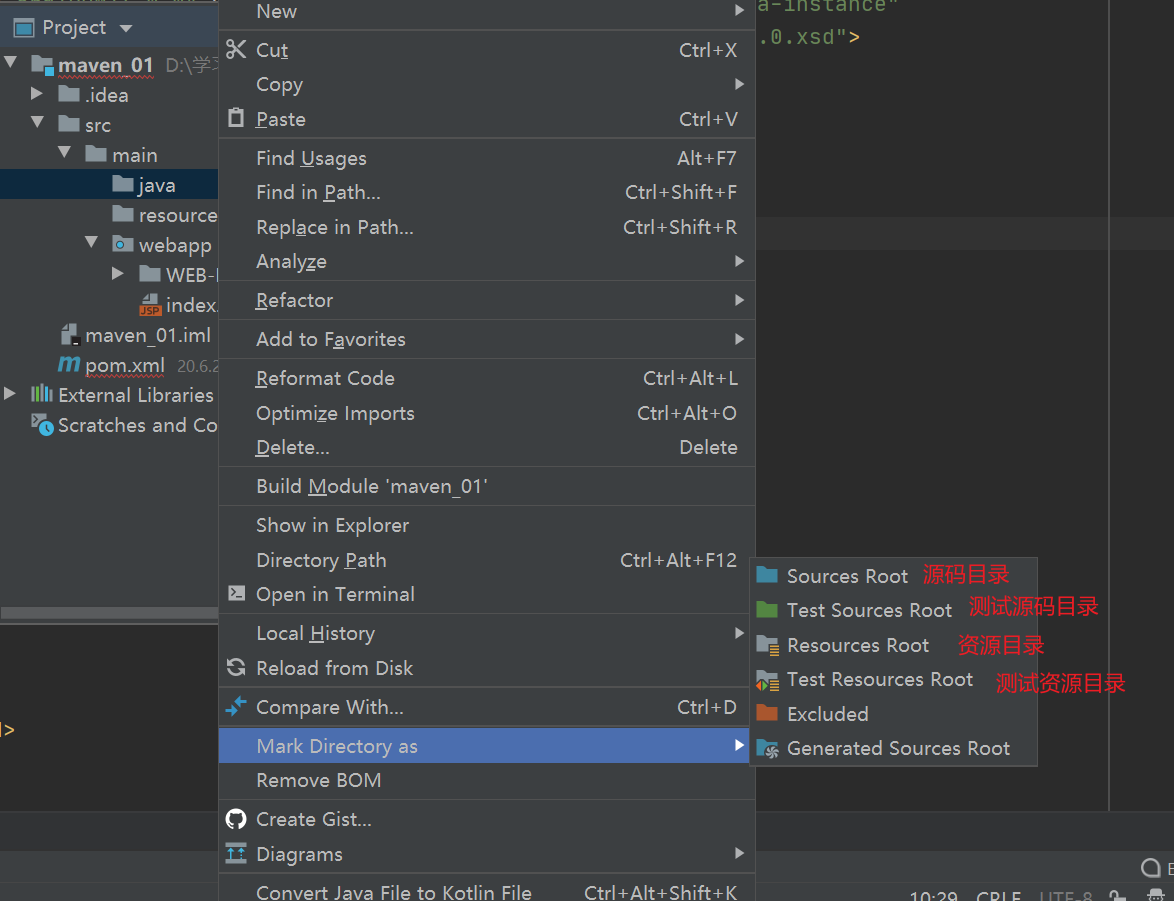 a-instance"
.0.xsd">
Project
maven_01 D:\学习
.idea
src
main
java
resource
webapp
WEB-I
index.
maven_01.iml
pom.xml 20.6.2
External Libraries
Scratches and Co
New
Cut Ctrl+X
Copy
Paste Ctrl+V
Find Usages Alt+F7
Find in Path... Ctrl+Shift+F
Replace in Path... Ctrl+Shift+R
Analyze
Refactor
Add to Favorites
Reformat Code Ctrl+Alt+L
Optimize Imports Ctrl+Alt+O
Delete... Delete
Build Module 'maven_01'
Show in Explorer
Directory Path Ctrl+Alt+F12
Open in Terminal
Local History
Reload from Disk
Compare With... Ctrl+D
Mark Directory as
Remove BOM
Create Gist...
Diagrams
Convert Java File to Kotlin File Ctrl+Alt+Shift+K
Sources Root 源码目录
Test Sources Root 测试源码目录
Resources Root 资源目录
Test Resources Root 测试资源目录
Excluded
Generated Sources Root
10:29 CRLF UTF-8